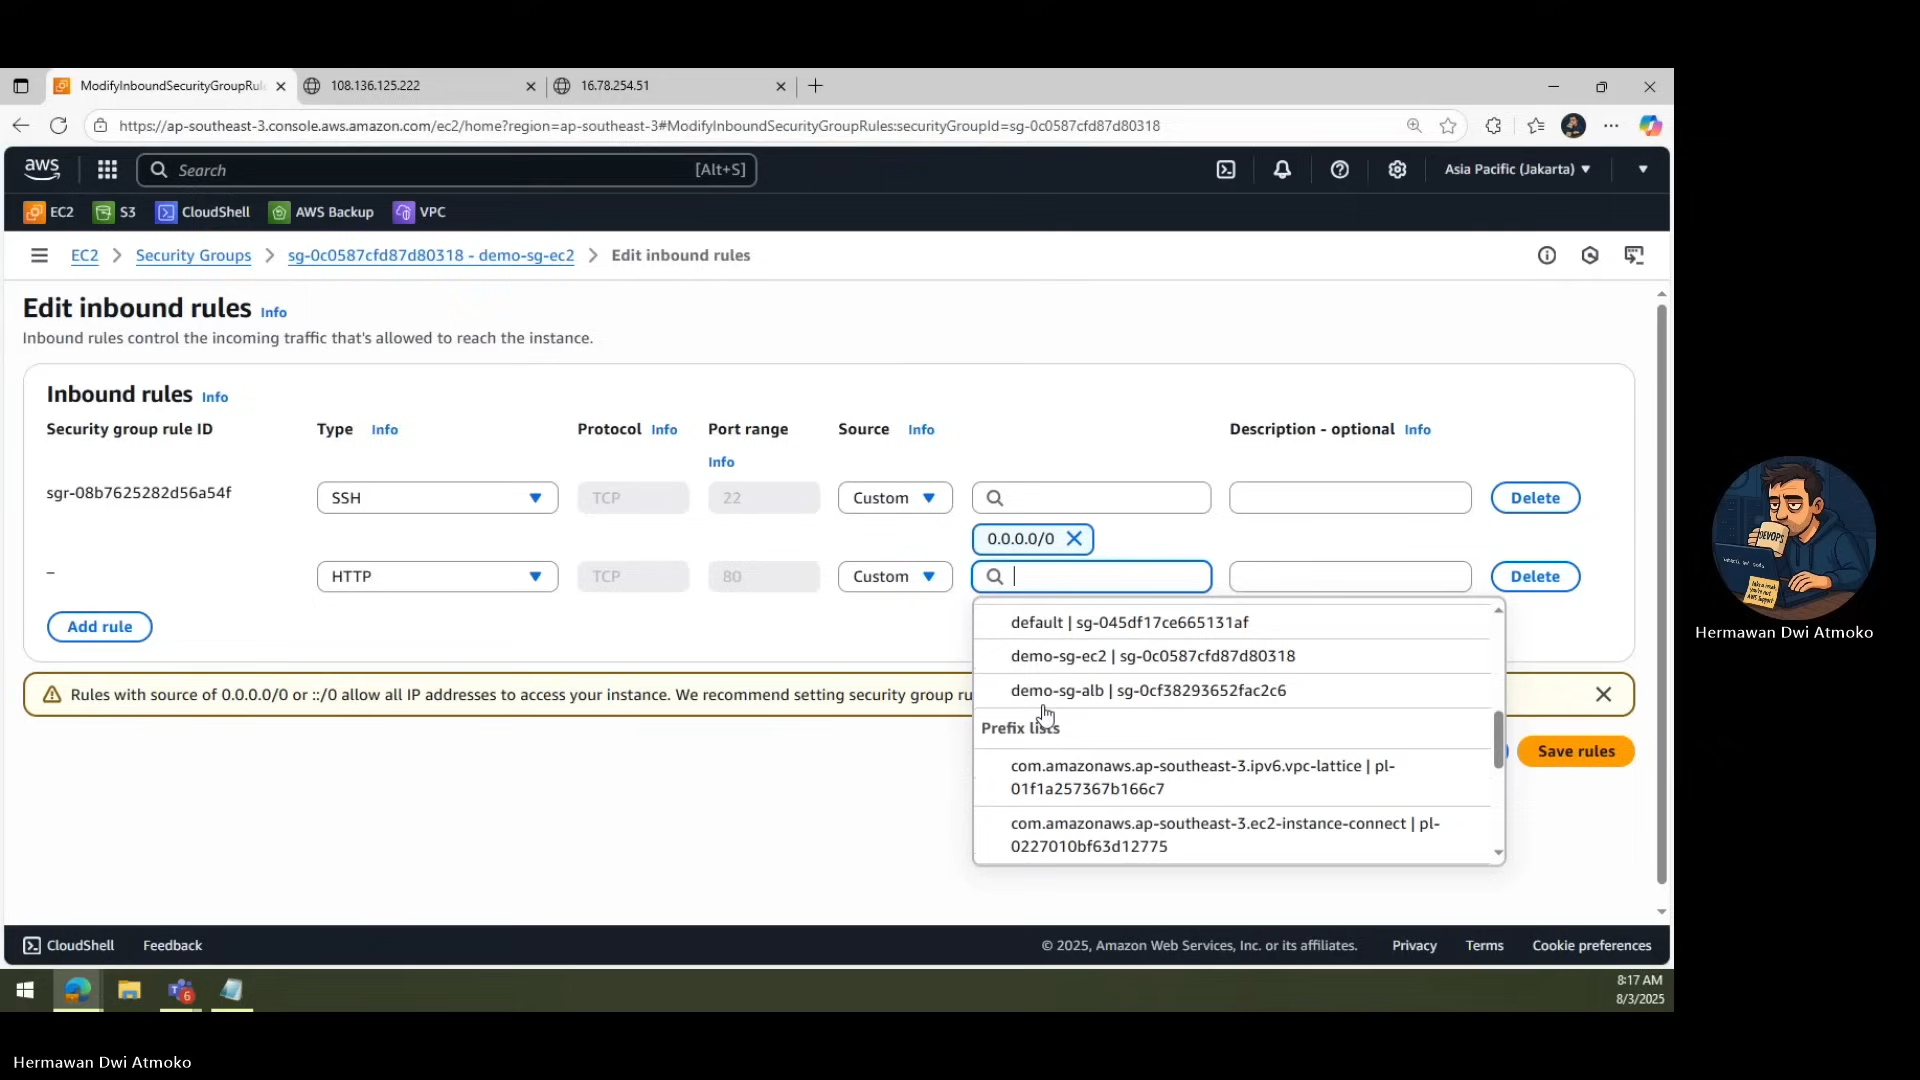 ModifyInboundSecurityGroupRul
108.136.125.222
16.78.254.51
https://ap-southeast-3.console.aws.amazon.com/ec2/home?region=ap-southeast-3#ModifyInboundSecurityGroupRules:securityGroupId=sg-0c0587cfd87d80318
aws
Search
[Alt+S]
Asia Pacific (Jakarta)
EC2
S3
CloudShell
AWS Backup
VPC
EC2
Security Groups
sg-0c0587cfd87d80318 - demo-sg-ec2
Edit inbound rules
Edit inbound rules Info
Inbound rules control the incoming traffic that's allowed to reach the instance.
Inbound rules Info
Security group rule ID
Type Info
Protocol Info
Port range
Info
Source Info
Description - optional Info
sgr-08b7625282d56a54f
SSH
TCP
22
Custom
Delete
0.0.0.0/0
–
HTTP
TCP
80
Custom
Delete
Add rule
default | sg-045df17ce665131af
demo-sg-ec2 | sg-0c0587cfd87d80318
demo-sg-alb | sg-0cf38293652fac2c6
Prefix lists
com.amazonaws.ap-southeast-3.ipv6.vpc-lattice | pl-
01f1a257367b166c7
com.amazonaws.ap-southeast-3.ec2-instance-connect | pl-
0227010bf63d12775
Rules with source of 0.0.0.0/0 or ::/0 allow all IP addresses to access your instance. We recommend setting security group ru
Save rules
CloudShell
Feedback
© 2025, Amazon Web Services, Inc. or its affiliates.
Privacy
Terms
Cookie preferences
6
8:17 AM
8/3/2025
DEVOPS
Hermawan Dwi Atmoko
Hermawan Dwi Atmoko